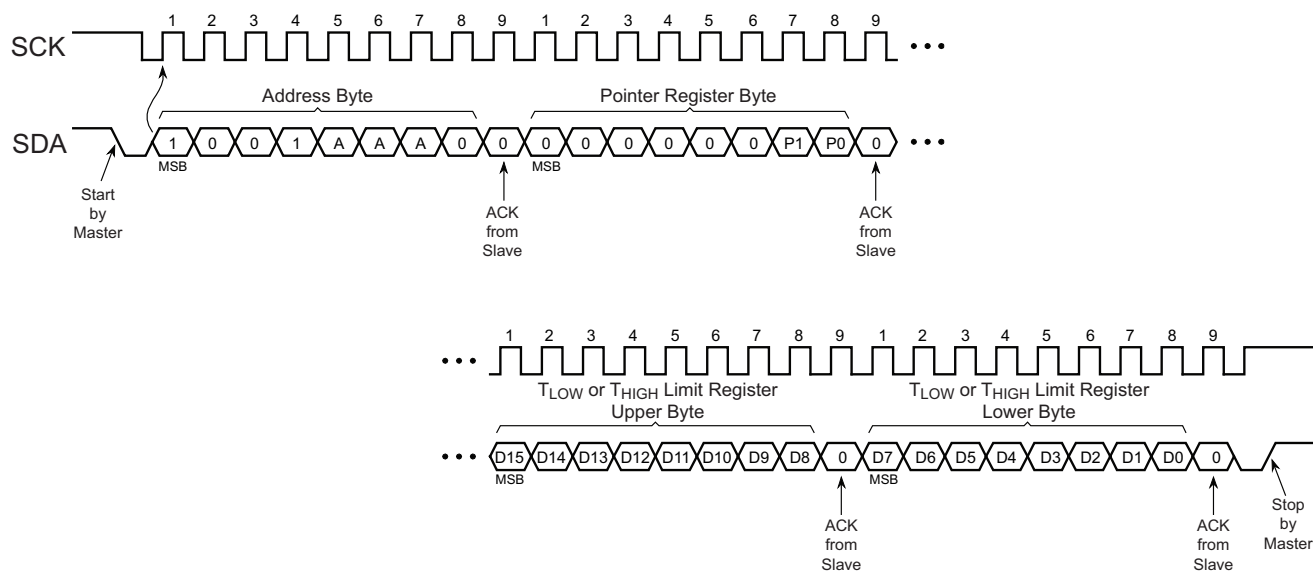 1 2 3 4 5 6 7 8 9 1 2 3 4 5 6 7 8 9
SCK
Address Byte Pointer Register Byte
SDA 1 0 0 1 A A A 0 0 0 0 0 0 0 0 P1 P0 0
MSB MSB
Start
by
Master
ACK
from
Slave
ACK
from
Slave
1 2 3 4 5 6 7 8 9 1 2 3 4 5 6 7 8 9
TLOW or THIGH Limit Register
Upper Byte
TLOW or THIGH Limit Register
Lower Byte
D15 D14 D13 D12 D11 D10 D9 D8 0 D7 D6 D5 D4 D3 D2 D1 D0 0
MSB MSB
ACK
from
Slave
ACK
from
Slave
Stop
by
Master